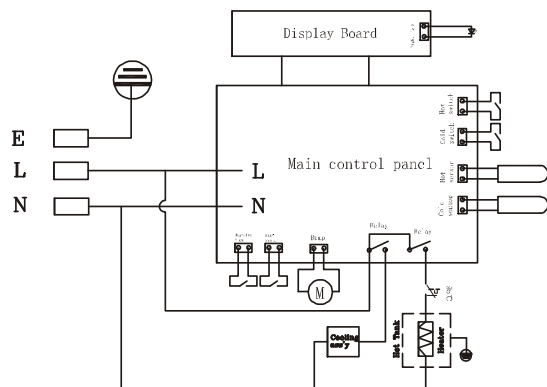 Display Board
Hot
switch
Cold
switch
Main control panel
Hot
sensor
Cold
sensor
E
L
N
L
N
Relay
Relay
M
Cooling
ass'y
Hot Tank
Heater